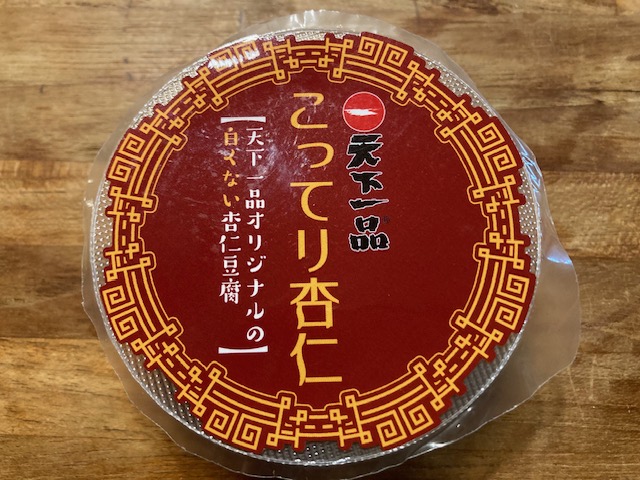 天下一品
こってり杏仁
【天下一品オリジナルの
白くない杏仁豆腐】